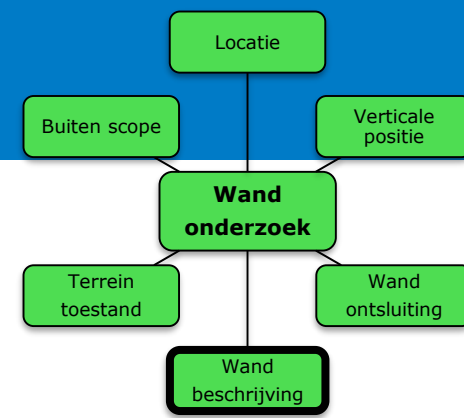 Locatie
Buiten scope
Verticale
positie
Wand
onderzoek
Terrein
toestand
Wand
ontsluiting
Wand
beschrijving